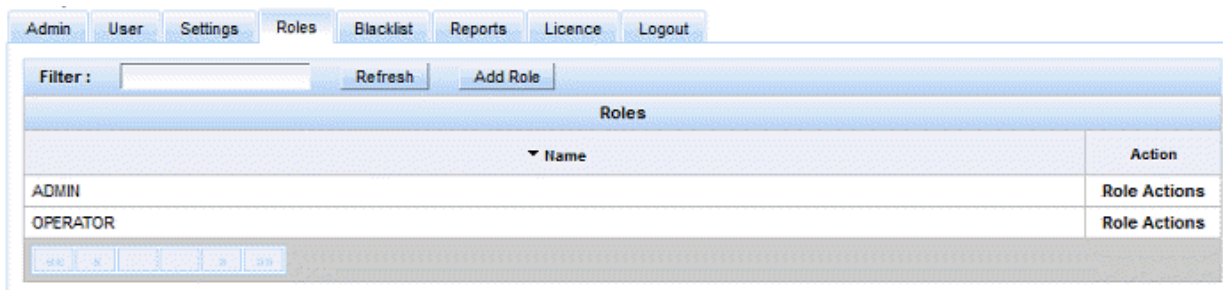 Admin User Settings Roles Blacklist Reports Licence Logout
Filter : Refresh Add Role
Roles
▼ Name Action
ADMIN Role Actions
OPERATOR Role Actions
«« « » »»